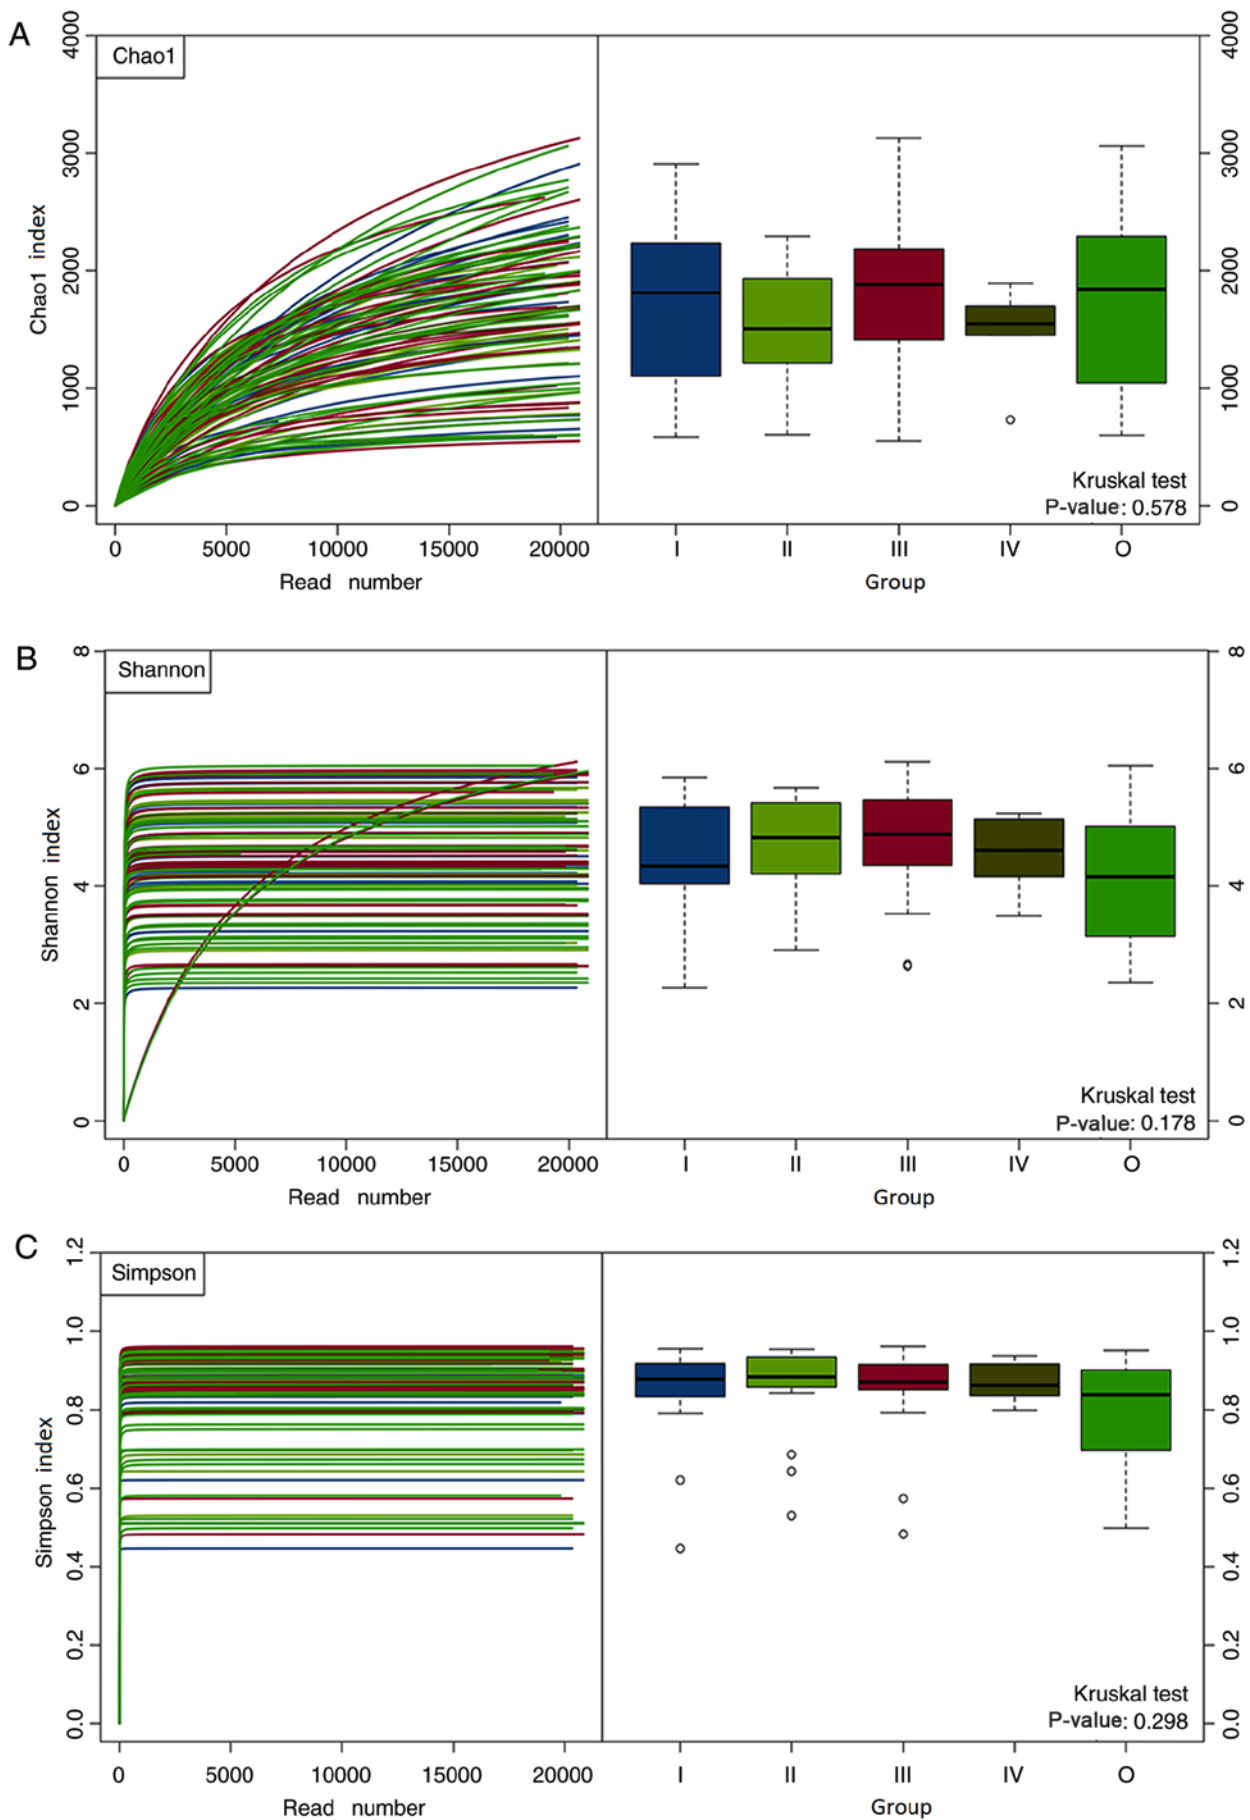 A
Chao1
Chao1 index
0
1000
2000
3000
4000
0
5000
10000
15000
20000
Read number
0
1000
2000
3000
4000
Kruskal test
P-value: 0.578
I
II
III
IV
O
Group
B
Shannon
Shannon index
0
2
4
6
8
0
5000
10000
15000
20000
Read number
0
2
4
6
8
Kruskal test
P-value: 0.178
I
II
III
IV
O
Group
C
Simpson
Simpson index
0.0
0.2
0.4
0.6
0.8
1.0
1.2
0
5000
10000
15000
20000
Read number
0.0
0.2
0.4
0.6
0.8
1.0
1.2
Kruskal test
P-value: 0.298
I
II
III
IV
O
Group